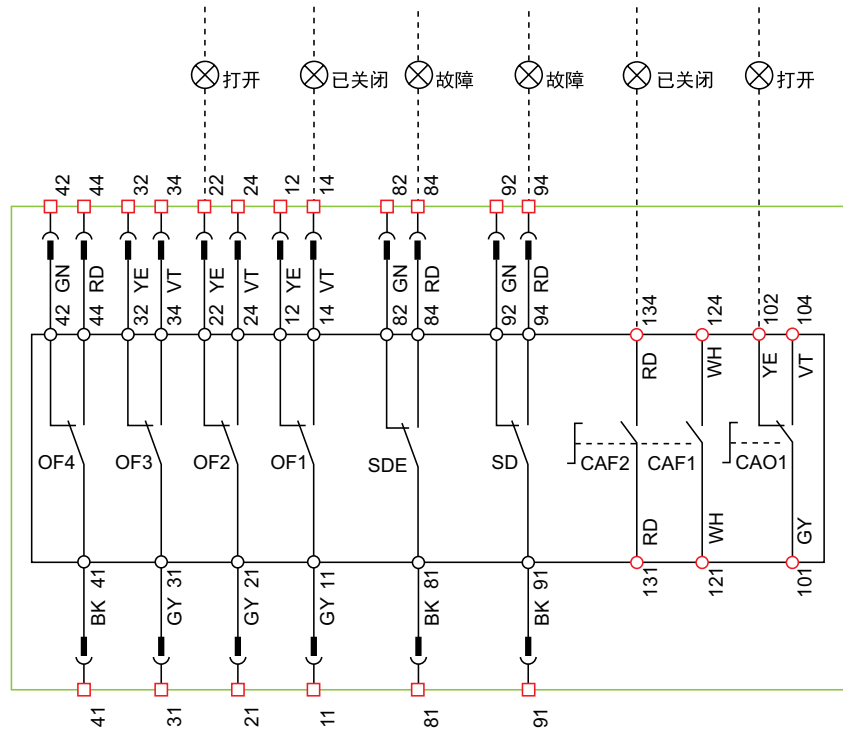 打开 已关闭 故障 故障 已关闭 打开
42 44 32 34 22 24 12 14 82 84 92 94
GN RD YE VT YE VT YE VT GN RD GN RD
42 44 32 34 22 24 12 14 82 84 92 94 134 124 102 104
RD WH YE VT
OF4 OF3 OF2 OF1 SDE SD CAF2 CAF1 CAO1
RD WH GY
41 31 21 11 81 91 131 121 101
BK GY GY GY BK BK
41 31 21 11 81 91